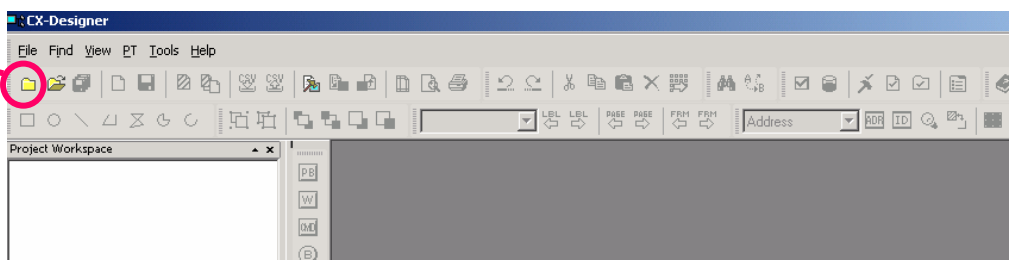 CX-Designer
File Find View PT Tools Help
CSV CSV A B
LBL LBL PAGE PAGE FRM FRM Address ADR ID
Project Workspace
PB
W
CMD
B